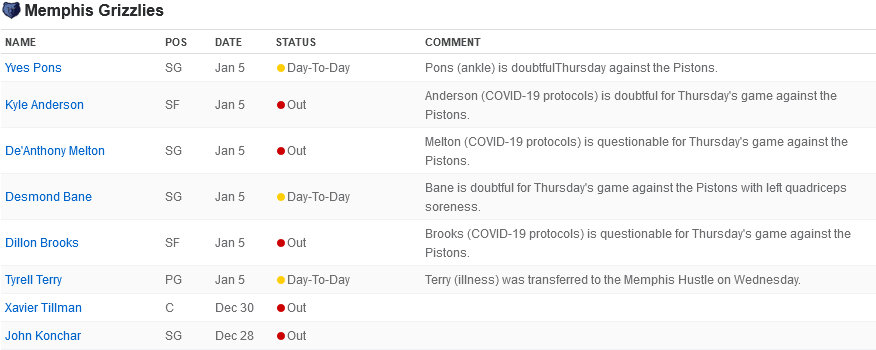 Memphis Grizzlies
NAME POS DATE STATUS COMMENT
Yves Pons SG Jan 5 Day-To-Day Pons (ankle) is doubtfulThursday against the Pistons.
Kyle Anderson SF Jan 5 Out Anderson (COVID-19 protocols) is doubtful for Thursday's game against the
Pistons.
De'Anthony Melton SG Jan 5 Out Melton (COVID-19 protocols) is questionable for Thursday's game against the
Pistons.
Desmond Bane SG Jan 5 Day-To-Day Bane is doubtful for Thursday's game against the Pistons with left quadriceps
soreness.
Dillon Brooks SF Jan 5 Out Brooks (COVID-19 protocols) is questionable for Thursday's game against the
Pistons.
Tyrell Terry PG Jan 5 Day-To-Day Terry (illness) was transferred to the Memphis Hustle on Wednesday.
Xavier Tillman C Dec 30 Out
John Konchar SG Dec 28 Out